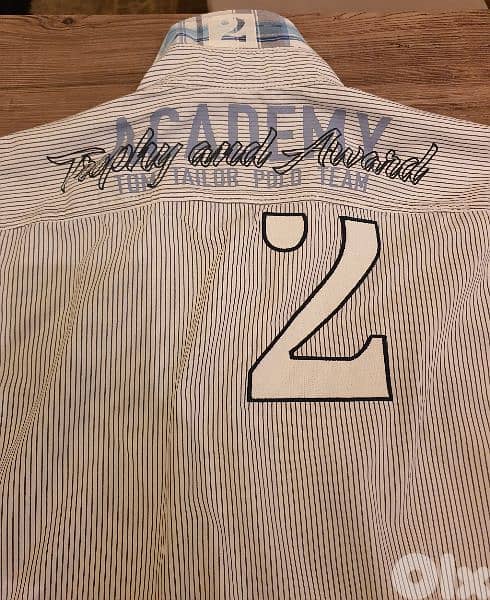 2
ACADEMY
Trophy and Award
TOM TAILOR POLO TEAM
2